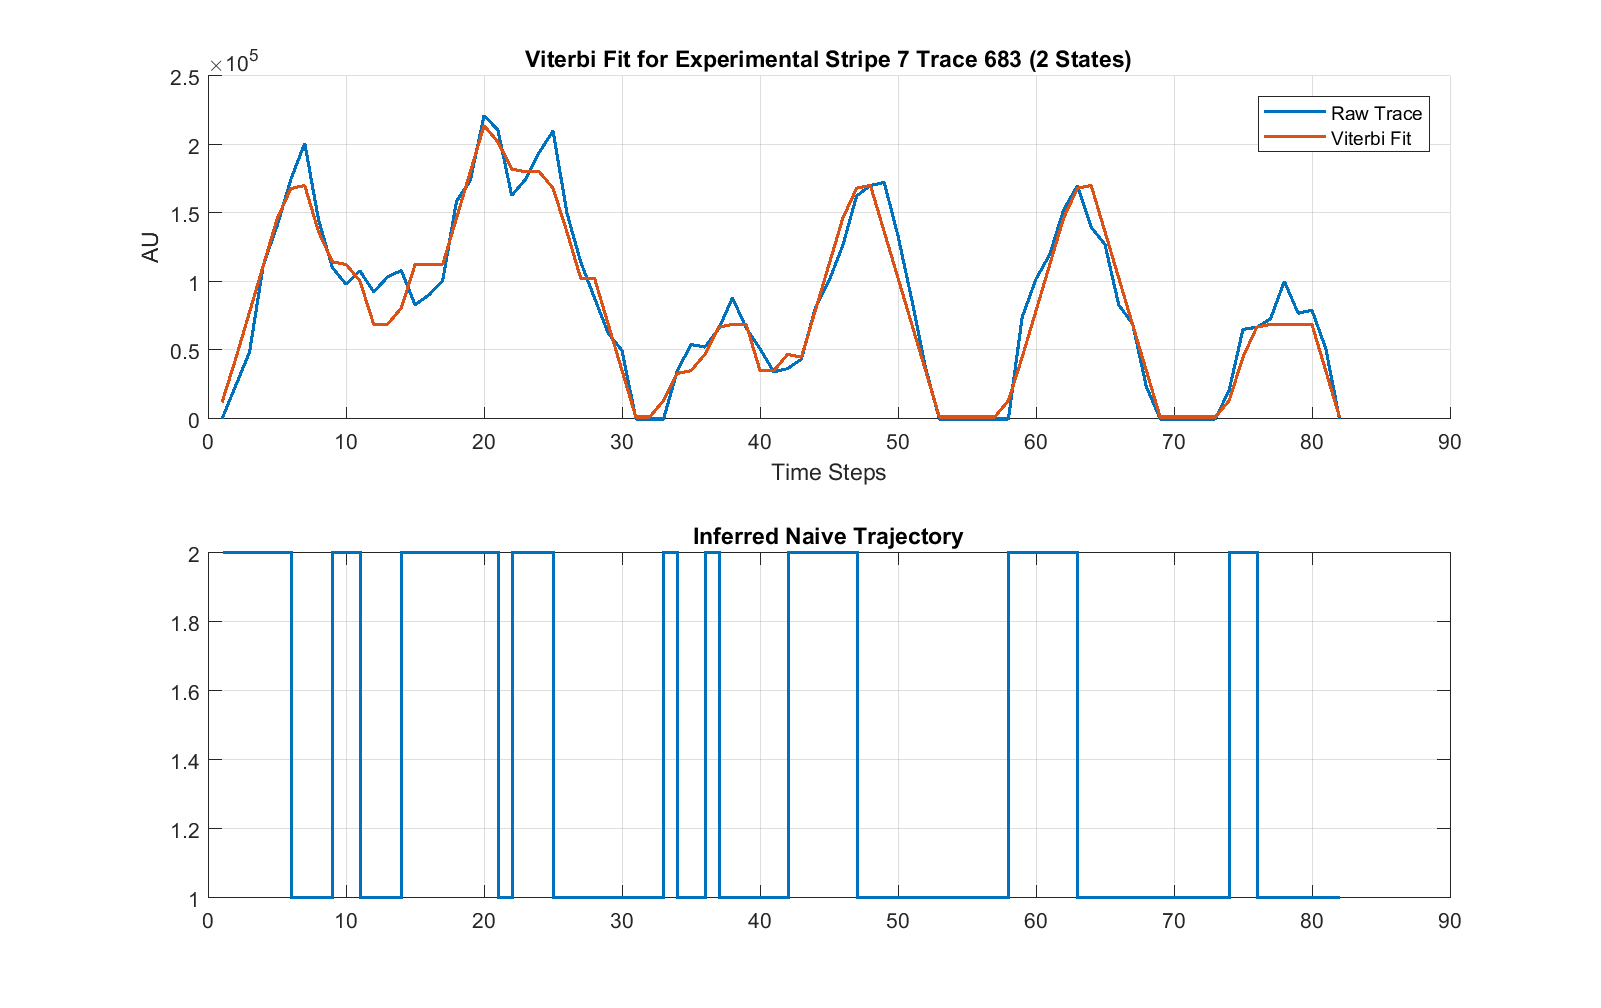 Viterbi Fit for Experimental Stripe 7 Trace 683 (2 States)
×10^5
2.5
2
1.5
1
0.5
0
AU
Raw Trace
Viterbi Fit
0 10 20 30 40 50 60 70 80 90
Time Steps
Inferred Naive Trajectory
2
1.8
1.6
1.4
1.2
1
0 10 20 30 40 50 60 70 80 90